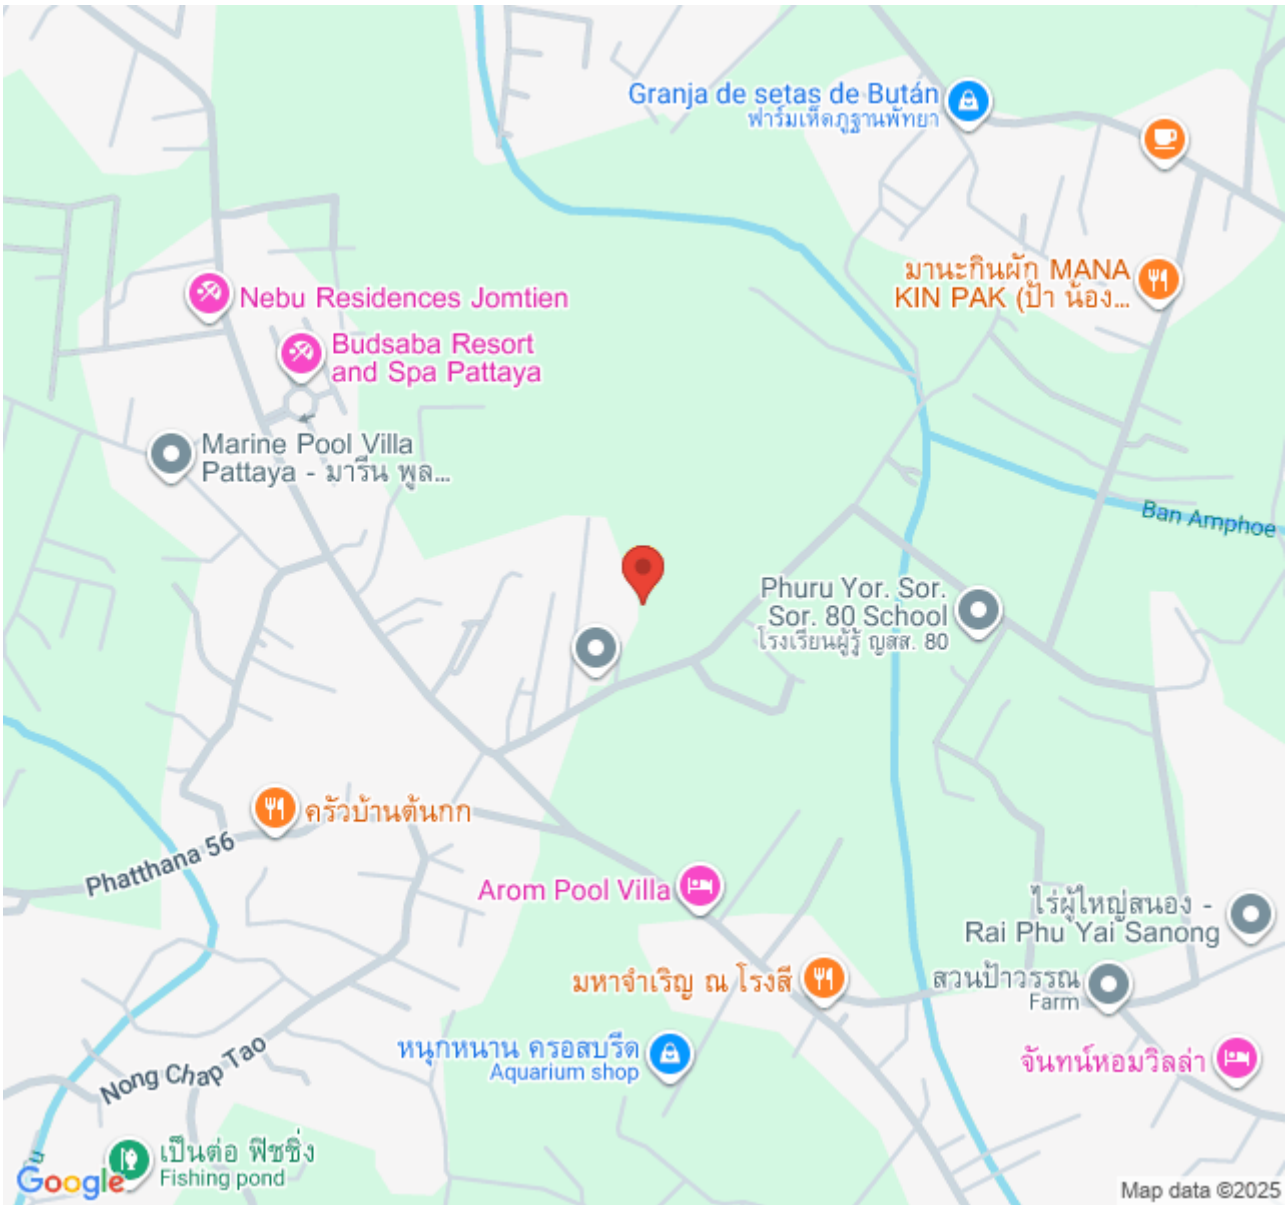 Granja de setas de Bután
ฟาร์มเห็ดภูฐานพัทยา
มานะกินผัก MANA
KIN PAK (ป้า น้อง...
Nebu Residences Jomtien
Budsaba Resort
and Spa Pattaya
Marine Pool Villa
Pattaya - มารีน พูล...
Ban Amphoe
Phuru Yor. Sor.
Sor. 80 School
โรงเรียนผู้รู้ ญสส. 80
ครัวบ้านต้นกก
Phatthana 56
Arom Pool Villa
ไร่ผู้ใหญ่สนอง -
Rai Phu Yai Sanong
มหาจำเริญ ณ โรงสี
สวนป้าวรรณ
Farm
หนุกหนาน ครอสบรีด
Aquarium shop
จันทน์หอมวิลล่า
Nong Chap Tao
เป็นต่อ ฟิชชิ่ง
Fishing pond
Google
Map data ©2025